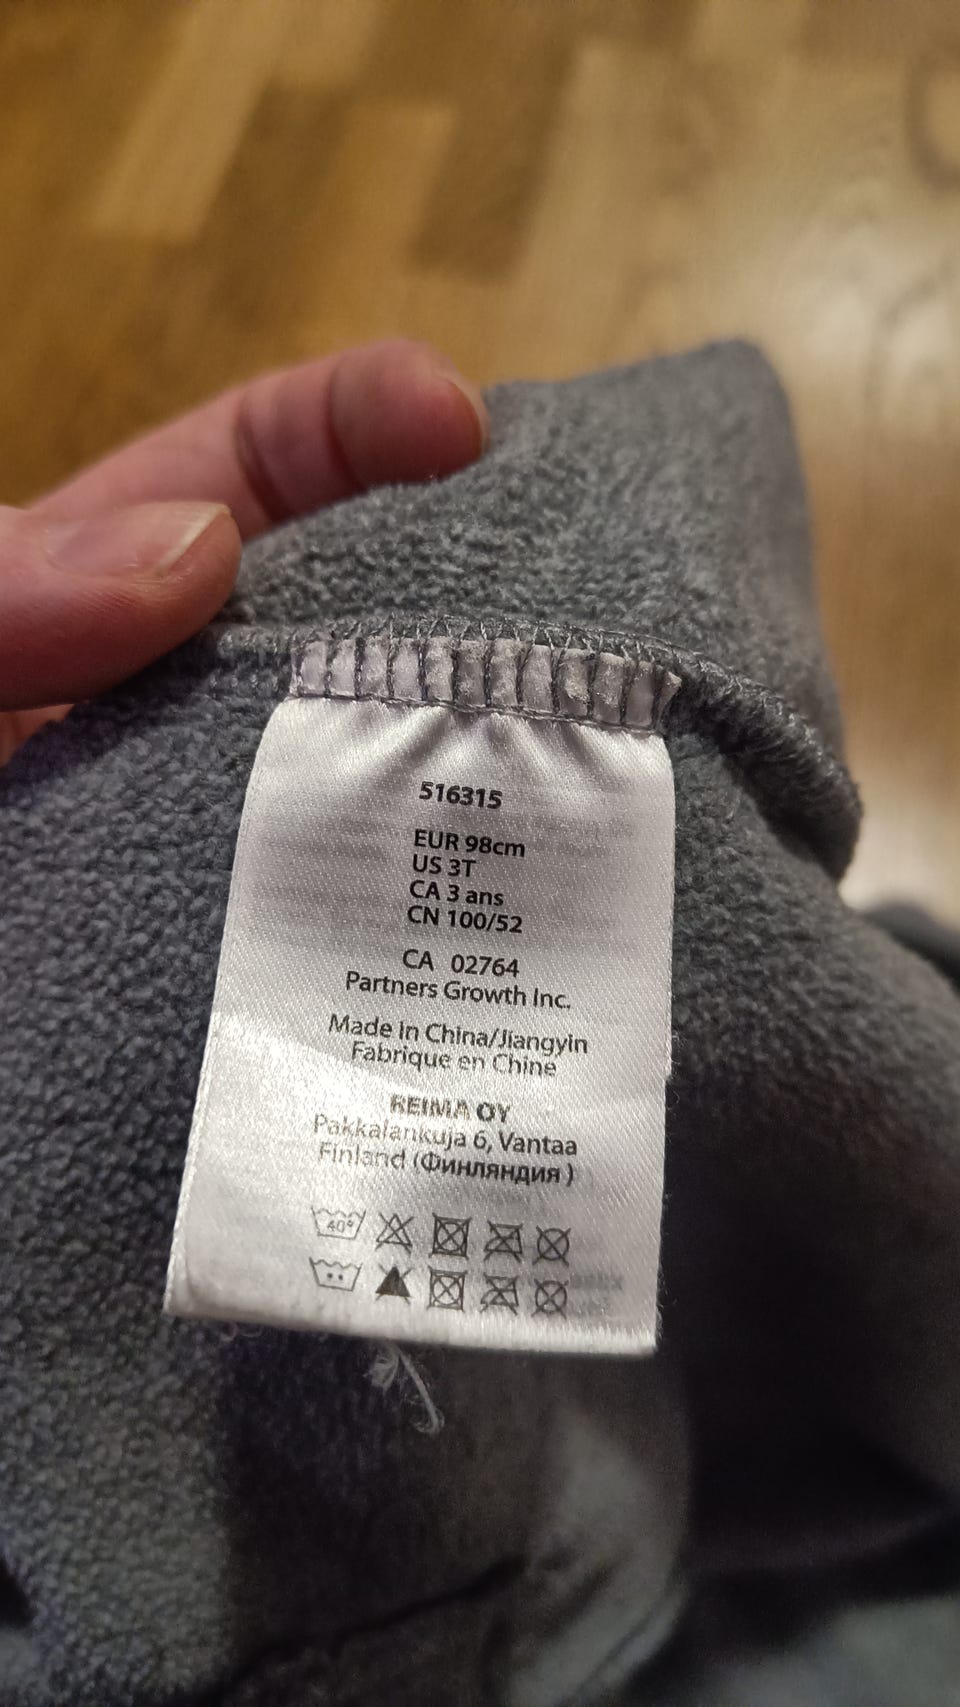 516315
EUR 98cm
US 3T
CA 3 ans
CN 100/52
CA 02764
Partners Growth Inc.
Made in China/Jiangyin
Fabrique en Chine
REIMA OY
Pakkalankuja 6, Vantaa
Finland (Финляндия )
40°